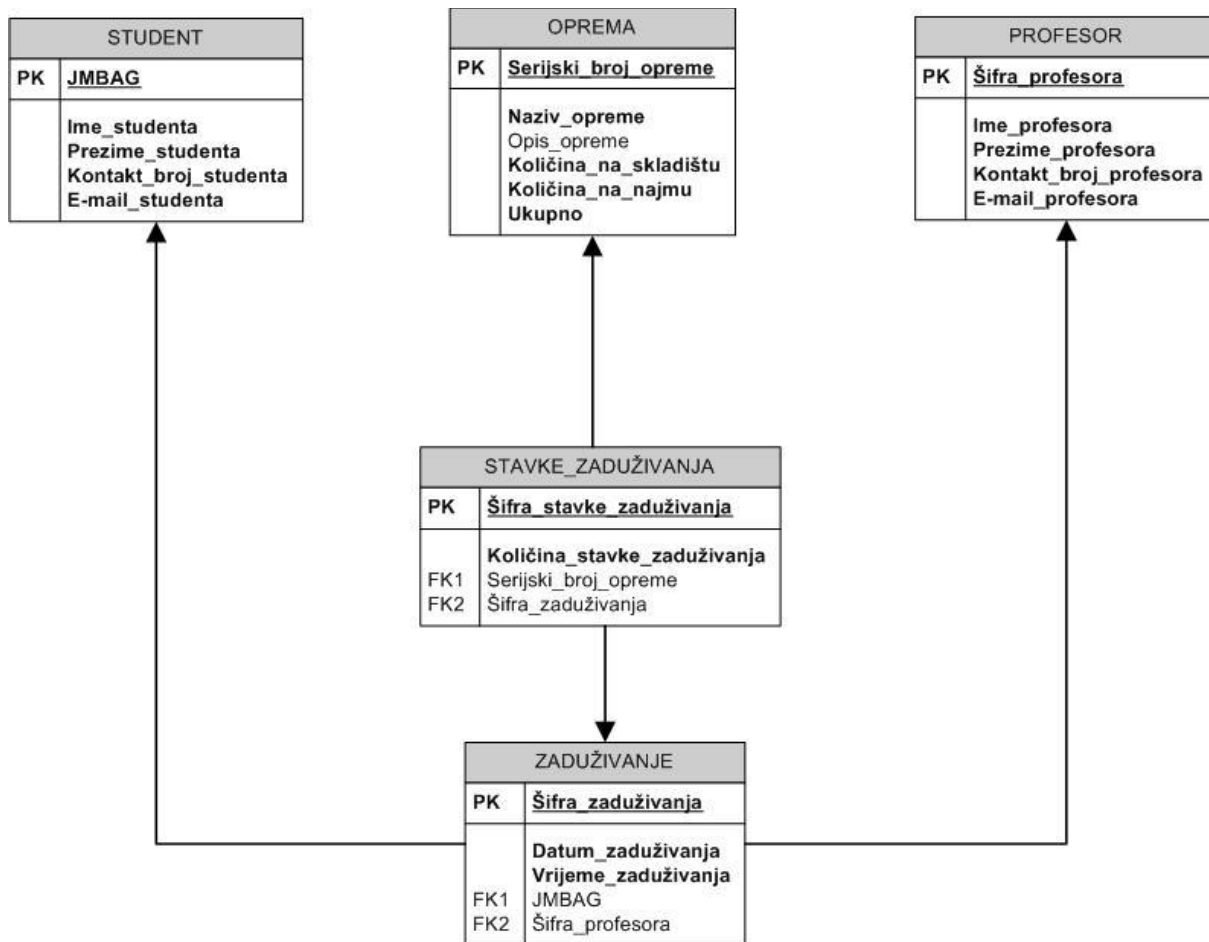 STUDENT
PK JMBAG
Ime_studenta
Prezime_studenta
Kontakt_broj_studenta
E-mail_studenta
OPREMA
PK Serijski_broj_opreme
Naziv_opreme
Opis_opreme
Količina_na_skladištu
Količina_na_najmu
Ukupno
PROFESOR
PK Šifra_profesora
Ime_profesora
Prezime_profesora
Kontakt_broj_profesora
E-mail_profesora
STAVKE_ZADUŽIVANJA
PK Šifra_stavke_zaduživanja
Količina_stavke_zaduživanja
FK1 Serijski_broj_opreme
FK2 Šifra_zaduživanja
ZADUŽIVANJE
PK Šifra_zaduživanja
Datum_zaduživanja
Vrijeme_zaduživanja
FK1 JMBAG
FK2 Šifra_profesora